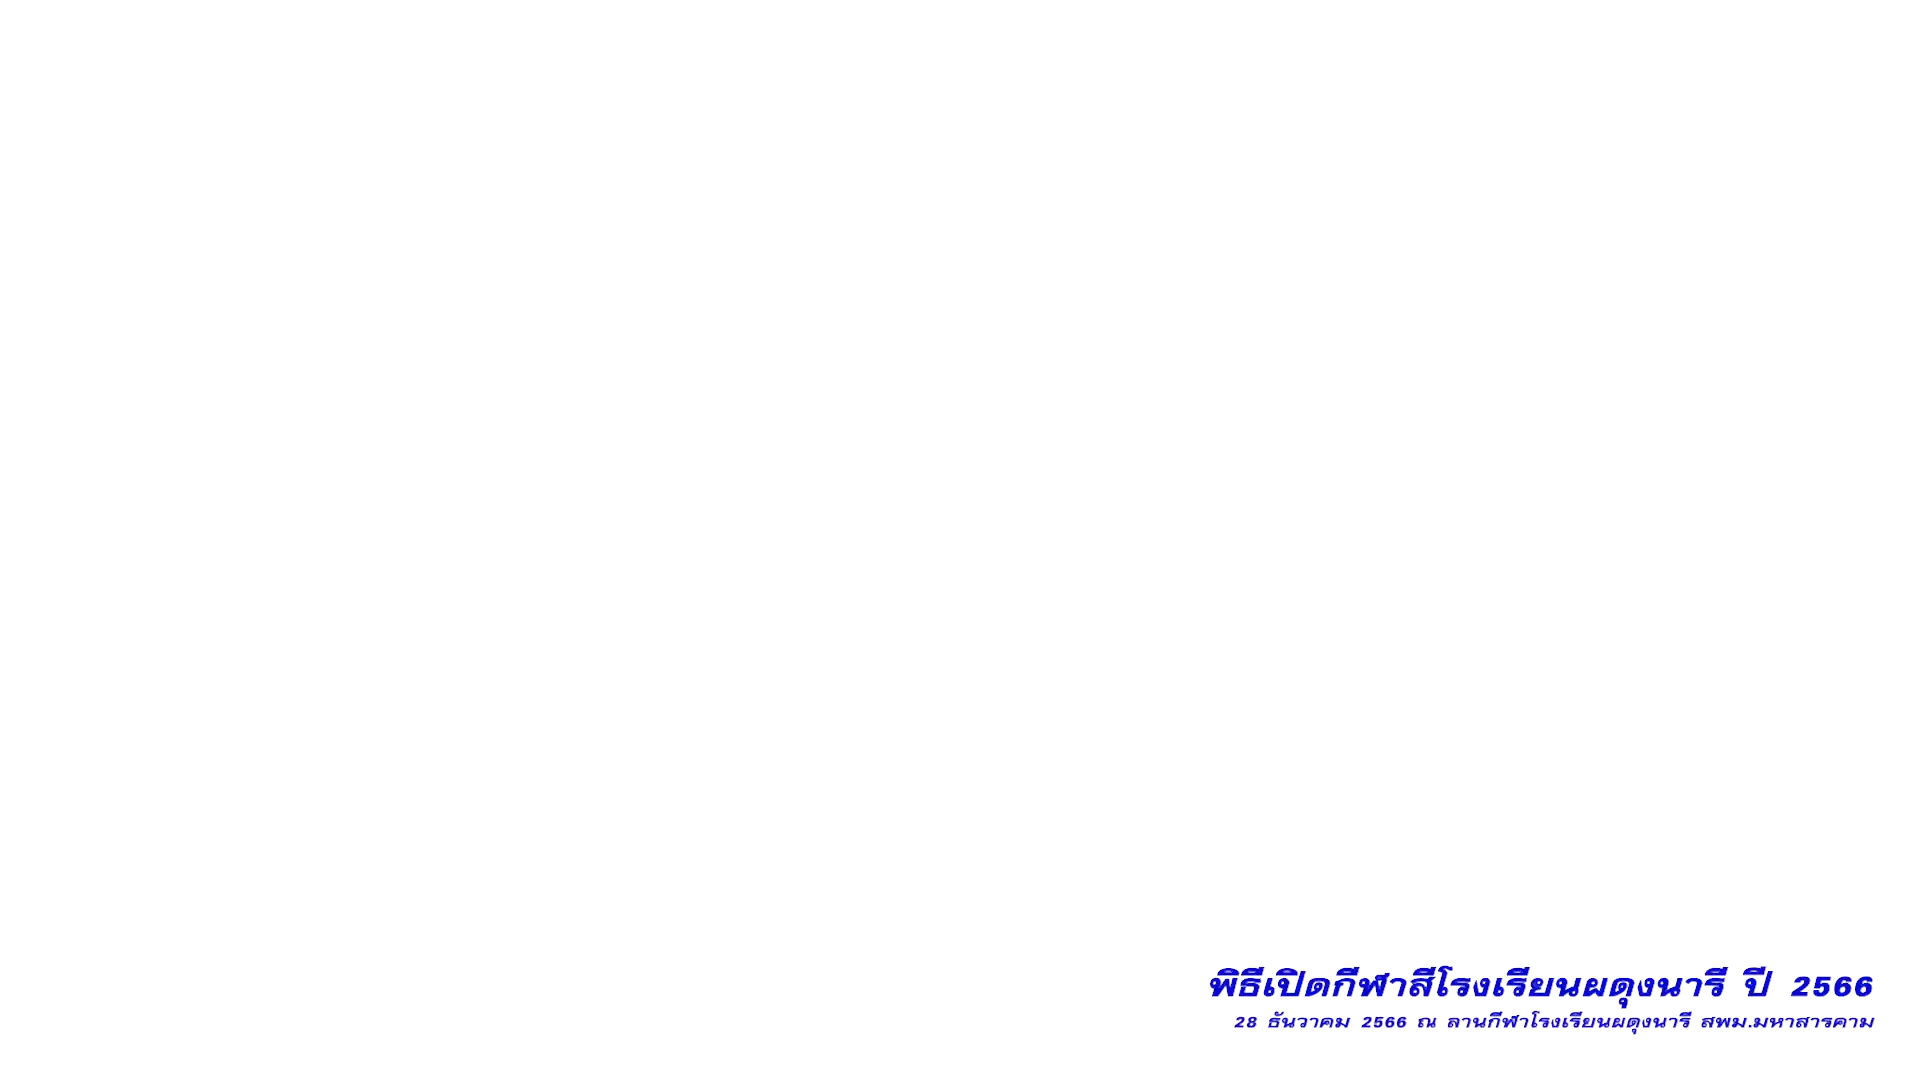 พิธีเปิดกีฬาสีโรงเรียนผดุงนารี ปี 2566
28 ธันวาคม 2566 ณ ลานกีฬาโรงเรียนผดุงนารี สพม.มหาสารคาม